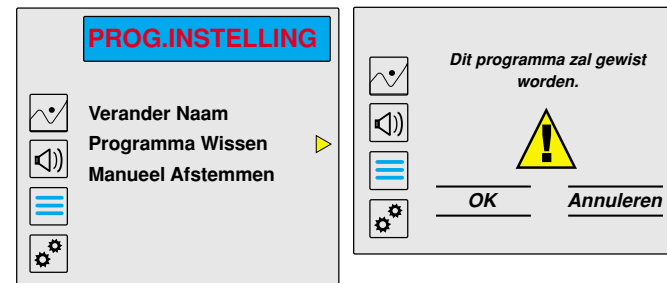 PROG.INSTELLING
Verander Naam
Programma Wissen
Manueel Afstemmen
Dit programma zal gewist
worden.
OK
Annuleren